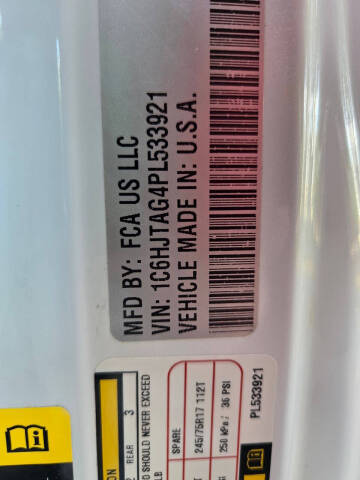 MFD BY: FCA US LLC
VIN: 1C6HJTAG4PL533921
VEHICLE MADE IN: U.S.A.
ON
2 REAR 3
D SHOULD NEVER EXCEED
LB
SPARE
245/75R17 112T
250 kPa/ 36 PSI
PL533921